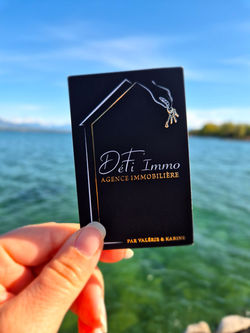 DéFi Immo
AGENCE IMMOBILIÈRE
PAR VALÉRIE & KARINE